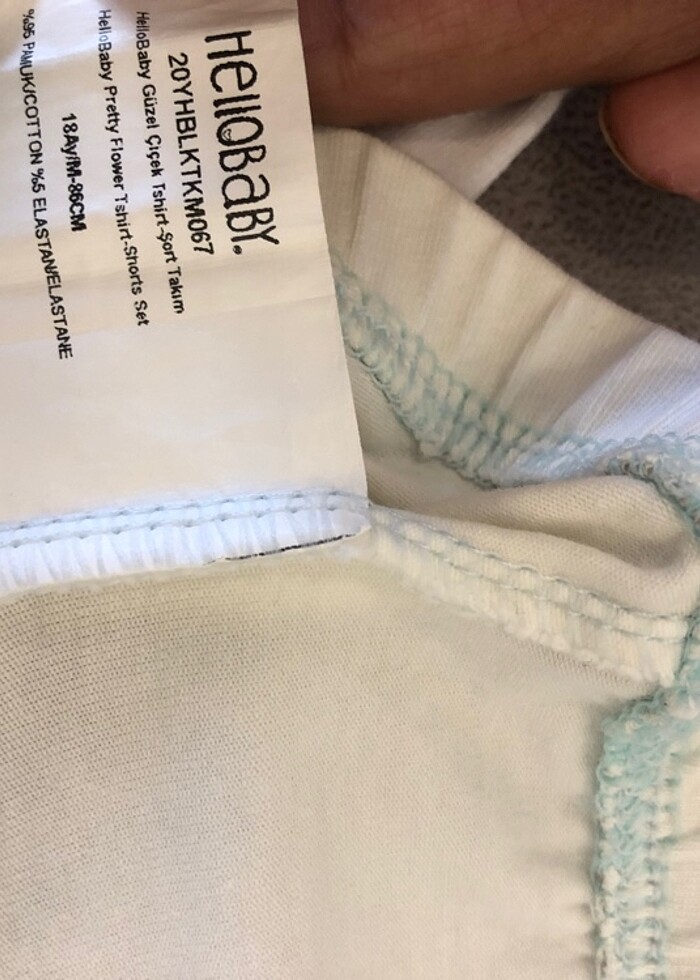 HelloBaBY.
20YHBLKTKM067
HelloBaby Güzel Çiçek Tshirt-Şort Takım
HelloBaby Pretty Flower Tshirt-Shorts Set
18Ay/M-86CM
%95 PAMUK/COTTON %5 ELASTAN/ELASTANE